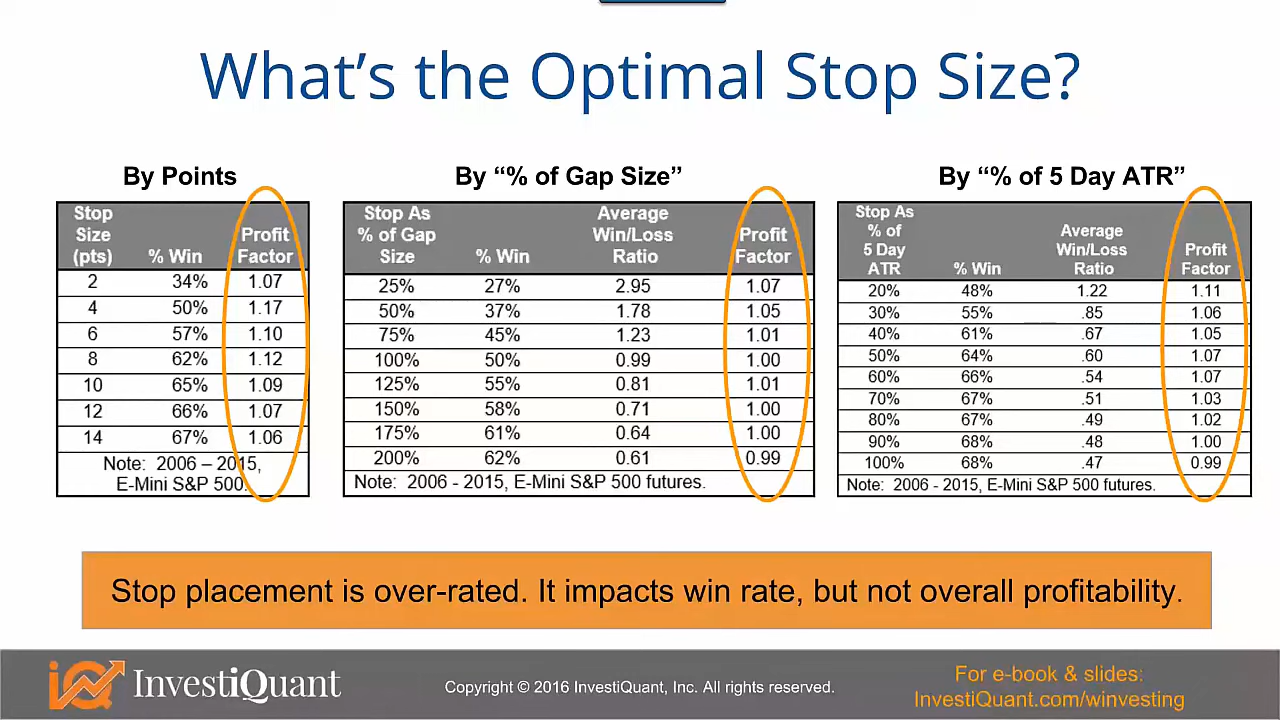 What's the Optimal Stop Size?
By Points
Stop Size (pts) % Win Profit Factor
2 34% 1.07
4 50% 1.17
6 57% 1.10
8 62% 1.12
10 65% 1.09
12 66% 1.07
14 67% 1.06
Note: 2006 – 2015,
E-Mini S&P 500.
By “% of Gap Size”
Stop As % of Gap Size % Win Average Win/Loss Ratio Profit Factor
25% 27% 2.95 1.07
50% 37% 1.78 1.05
75% 45% 1.23 1.01
100% 50% 0.99 1.00
125% 55% 0.81 1.01
150% 58% 0.71 1.00
175% 61% 0.64 1.00
200% 62% 0.61 0.99
Note: 2006 - 2015, E-Mini S&P 500 futures.
By “% of 5 Day ATR”
Stop As % of 5 Day ATR % Win Average Win/Loss Ratio Profit Factor
20% 48% 1.22 1.11
30% 55% .85 1.06
40% 61% .67 1.05
50% 64% .60 1.07
60% 66% .54 1.07
70% 67% .51 1.03
80% 67% .49 1.02
90% 68% .48 1.00
100% 68% .47 0.99
Note: 2006 - 2015, E-Mini S&P 500 futures.
Stop placement is over-rated. It impacts win rate, but not overall profitability.
iQ InvestiQuant
Copyright © 2016 InvestiQuant, Inc. All rights reserved.
For e-book & slides:
InvestiQuant.com/winvesting